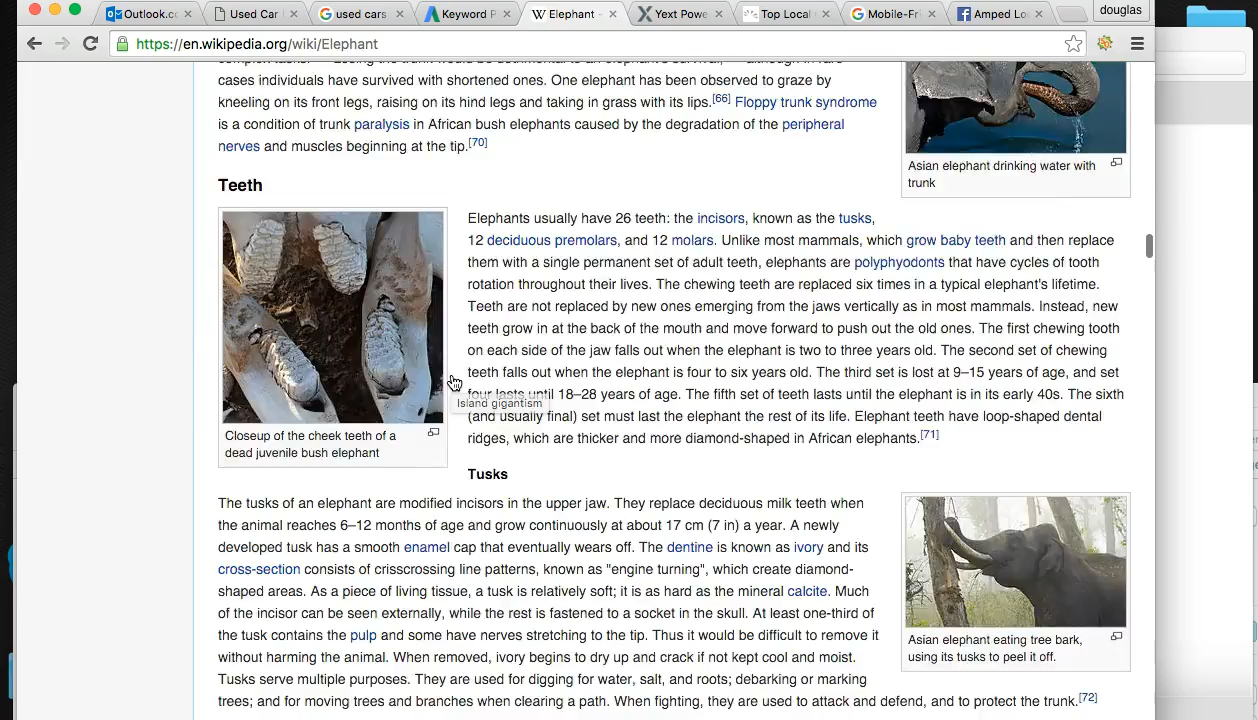 Outlook.co
Used Car
used cars
Keyword P
Elephant -
Yext Power
Top Local
Mobile-Fri
Amped Lo
douglas
https://en.wikipedia.org/wiki/Elephant
cases individuals have survived with shortened ones. One elephant has been observed to graze by
kneeling on its front legs, raising on its hind legs and taking in grass with its lips.[66] Floppy trunk syndrome
is a condition of trunk paralysis in African bush elephants caused by the degradation of the peripheral
nerves and muscles beginning at the tip.[70]
Asian elephant drinking water with
trunk
Teeth
Elephants usually have 26 teeth: the incisors, known as the tusks,
12 deciduous premolars, and 12 molars. Unlike most mammals, which grow baby teeth and then replace
them with a single permanent set of adult teeth, elephants are polyphyodonts that have cycles of tooth
rotation throughout their lives. The chewing teeth are replaced six times in a typical elephant's lifetime.
Teeth are not replaced by new ones emerging from the jaws vertically as in most mammals. Instead, new
teeth grow in at the back of the mouth and move forward to push out the old ones. The first chewing tooth
on each side of the jaw falls out when the elephant is two to three years old. The second set of chewing
teeth falls out when the elephant is four to six years old. The third set is lost at 9–15 years of age, and set
four lasts until 18–28 years of age. The fifth set of teeth lasts until the elephant is in its early 40s. The sixth
Island gigantism
(and usually final) set must last the elephant the rest of its life. Elephant teeth have loop-shaped dental
ridges, which are thicker and more diamond-shaped in African elephants.[71]
Closeup of the cheek teeth of a
dead juvenile bush elephant
Tusks
The tusks of an elephant are modified incisors in the upper jaw. They replace deciduous milk teeth when
the animal reaches 6–12 months of age and grow continuously at about 17 cm (7 in) a year. A newly
developed tusk has a smooth enamel cap that eventually wears off. The dentine is known as ivory and its
cross-section consists of crisscrossing line patterns, known as "engine turning", which create diamond-
shaped areas. As a piece of living tissue, a tusk is relatively soft; it is as hard as the mineral calcite. Much
of the incisor can be seen externally, while the rest is fastened to a socket in the skull. At least one-third of
the tusk contains the pulp and some have nerves stretching to the tip. Thus it would be difficult to remove it
without harming the animal. When removed, ivory begins to dry up and crack if not kept cool and moist.
Tusks serve multiple purposes. They are used for digging for water, salt, and roots; debarking or marking
trees; and for moving trees and branches when clearing a path. When fighting, they are used to attack and defend, and to protect the trunk.[72]
Asian elephant eating tree bark,
using its tusks to peel it off.